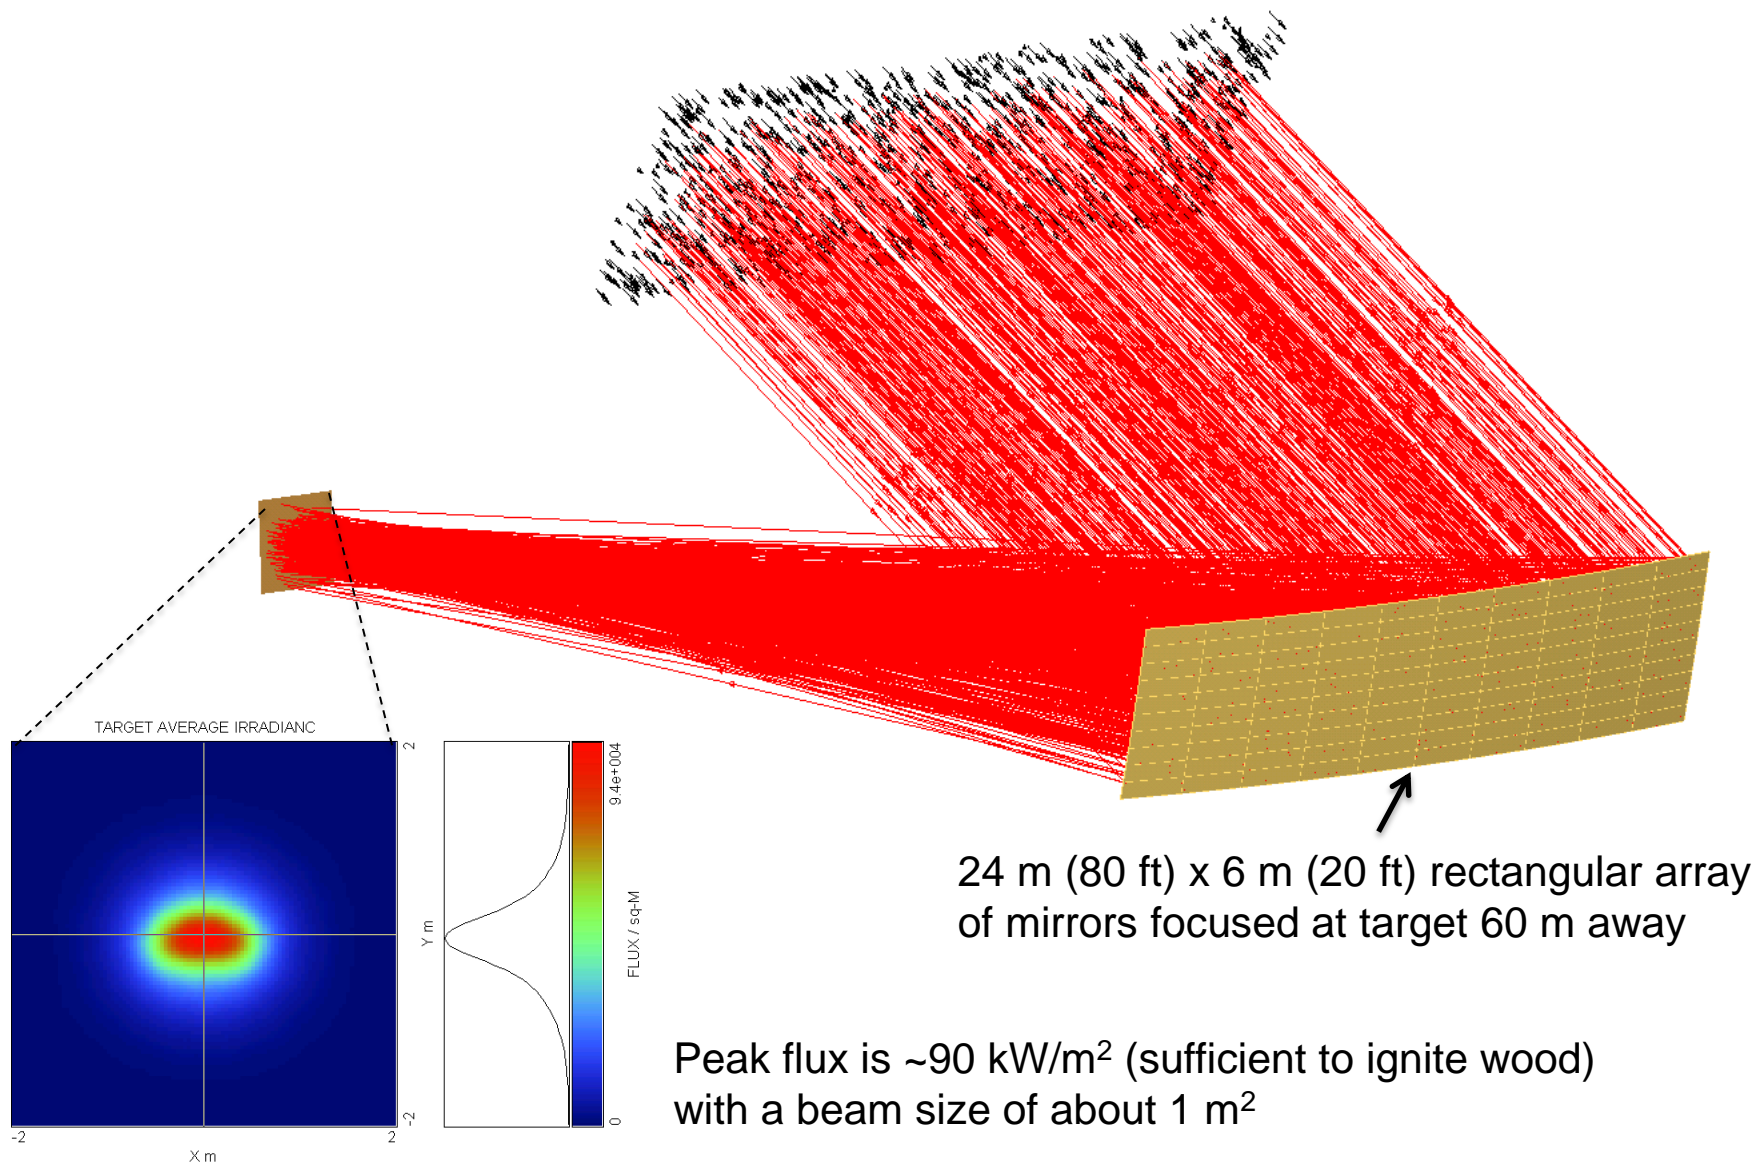 TARGET AVERAGE IRRADIANC
2
Y m
-2
-2
2
X m
9.4e+004
FLUX / sq-M
0
24 m (80 ft) x 6 m (20 ft) rectangular array
of mirrors focused at target 60 m away
Peak flux is ~90 kW/m² (sufficient to ignite wood)
with a beam size of about 1 m²